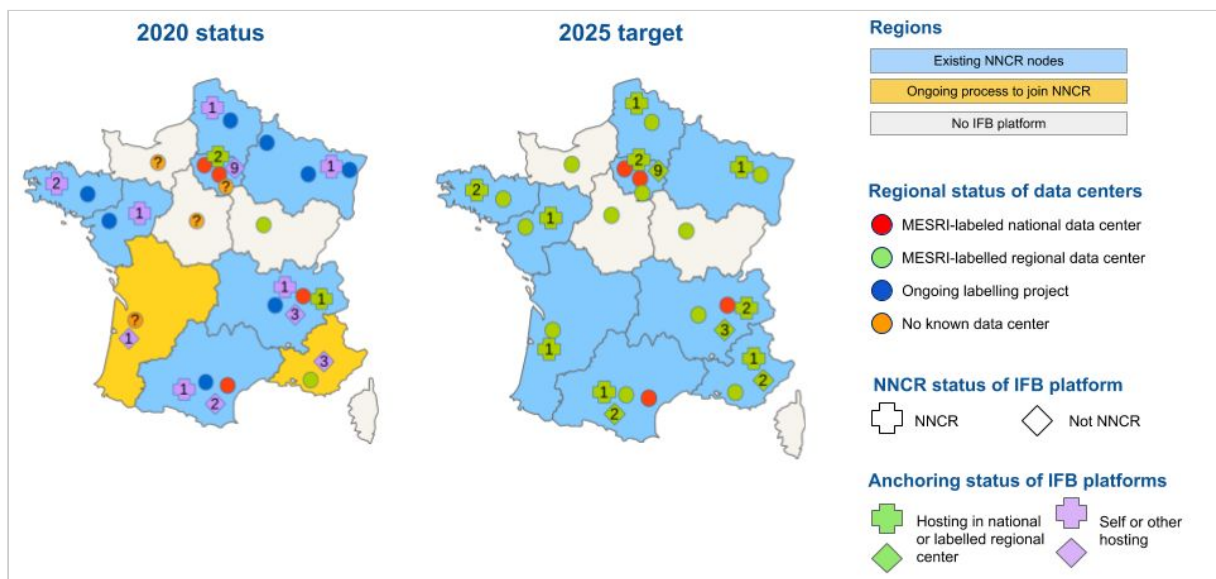 2020 status
2025 target
Regions
Existing NNCR nodes
Ongoing process to join NNCR
No IFB platform
Regional status of data centers
MESRI-labeled national data center
MESRI-labelled regional data center
Ongoing labelling project
No known data center
NNCR status of IFB platform
NNCR
Not NNCR
Anchoring status of IFB platforms
Hosting in national
or labelled regional
center
Self or other
hosting
1
?
2
9
1
?
2
1
?
1
1
3
?
1
3
1
2
1
2
9
1
2
1
2
3
1
1
2
1
2